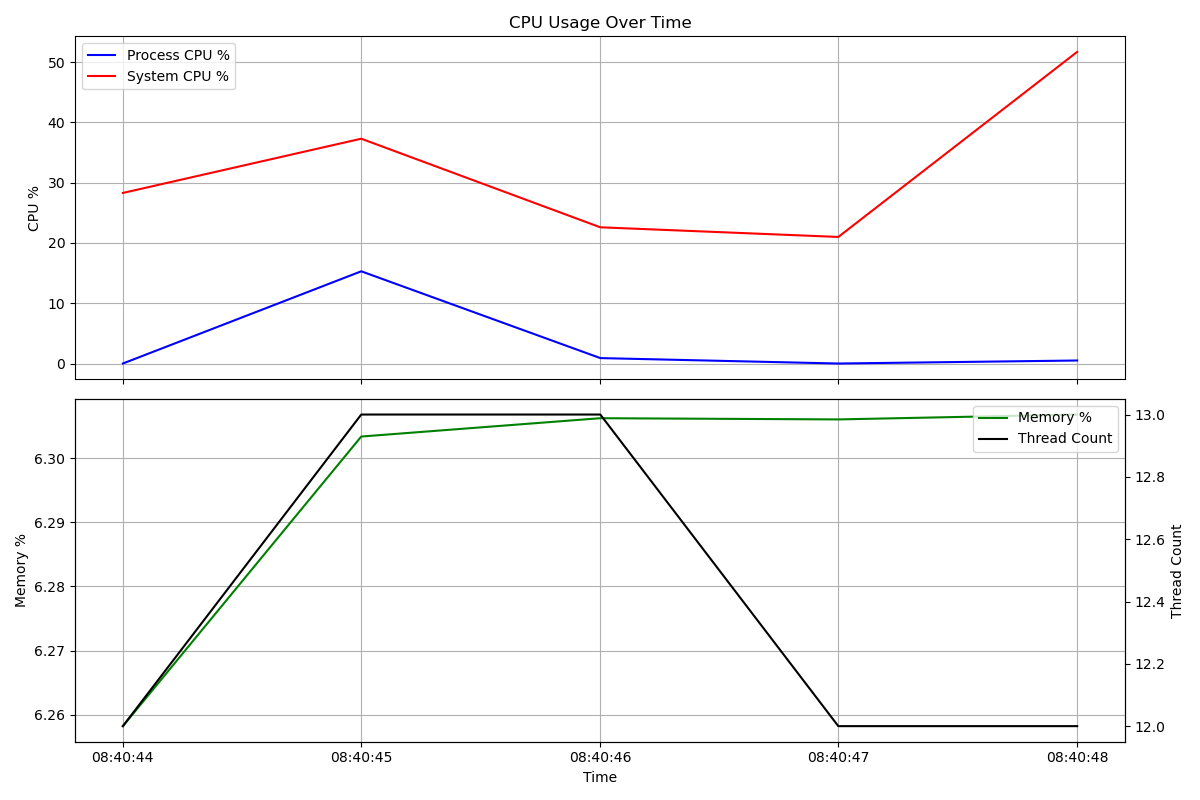 CPU Usage Over Time
Process CPU %
System CPU %
50
40
30
20
10
0
CPU %
Memory %
Thread Count
6.30
6.29
6.28
6.27
6.26
Memory %
13.0
12.8
12.6
12.4
12.2
12.0
Thread Count
08:40:44 08:40:45 08:40:46 08:40:47 08:40:48
Time